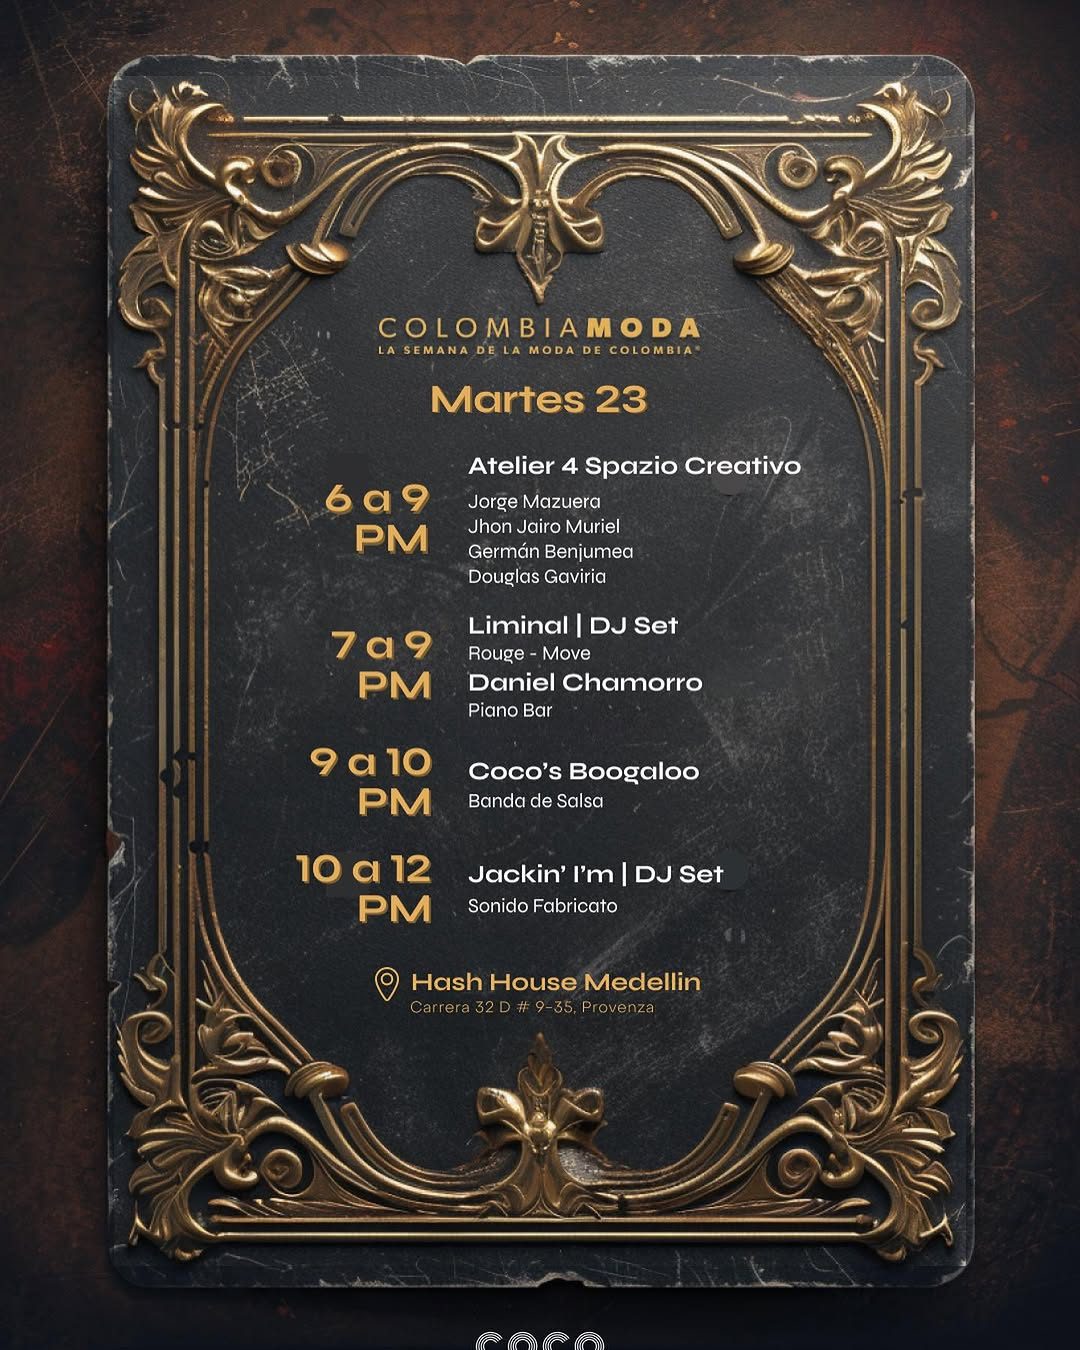 COLOMBIAMODA
LA SEMANA DE LA MODA DE COLOMBIA®
Martes 23
6 a 9
PM
Atelier 4 Spazio Creativo
Jorge Mazuera
Jhon Jairo Muriel
Germán Benjumea
Douglas Gaviria
7 a 9
PM
Liminal | DJ Set
Rouge - Move
Daniel Chamorro
Piano Bar
9 a 10
PM
Coco's Boogaloo
Banda de Salsa
10 a 12
PM
Jackin' I'm | DJ Set
Sonido Fabricato
Hash House Medellin
Carrera 32 D # 9-35, Provenza
COCO